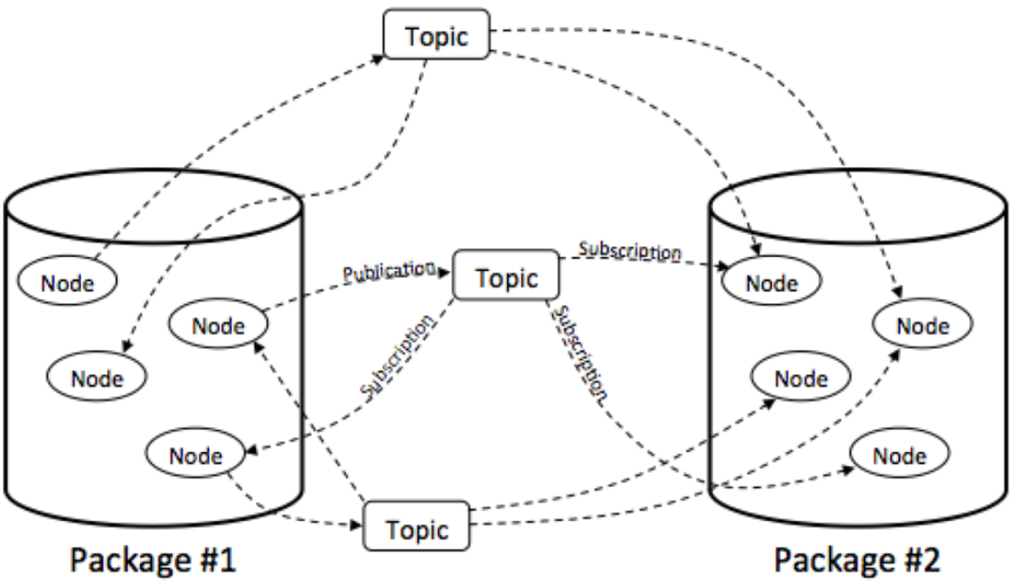 Topic
Node
Node
Node
Node
Publication
Topic
Subscription
Subscription
Subscription
Node
Node
Node
Node
Topic
Package #1
Package #2